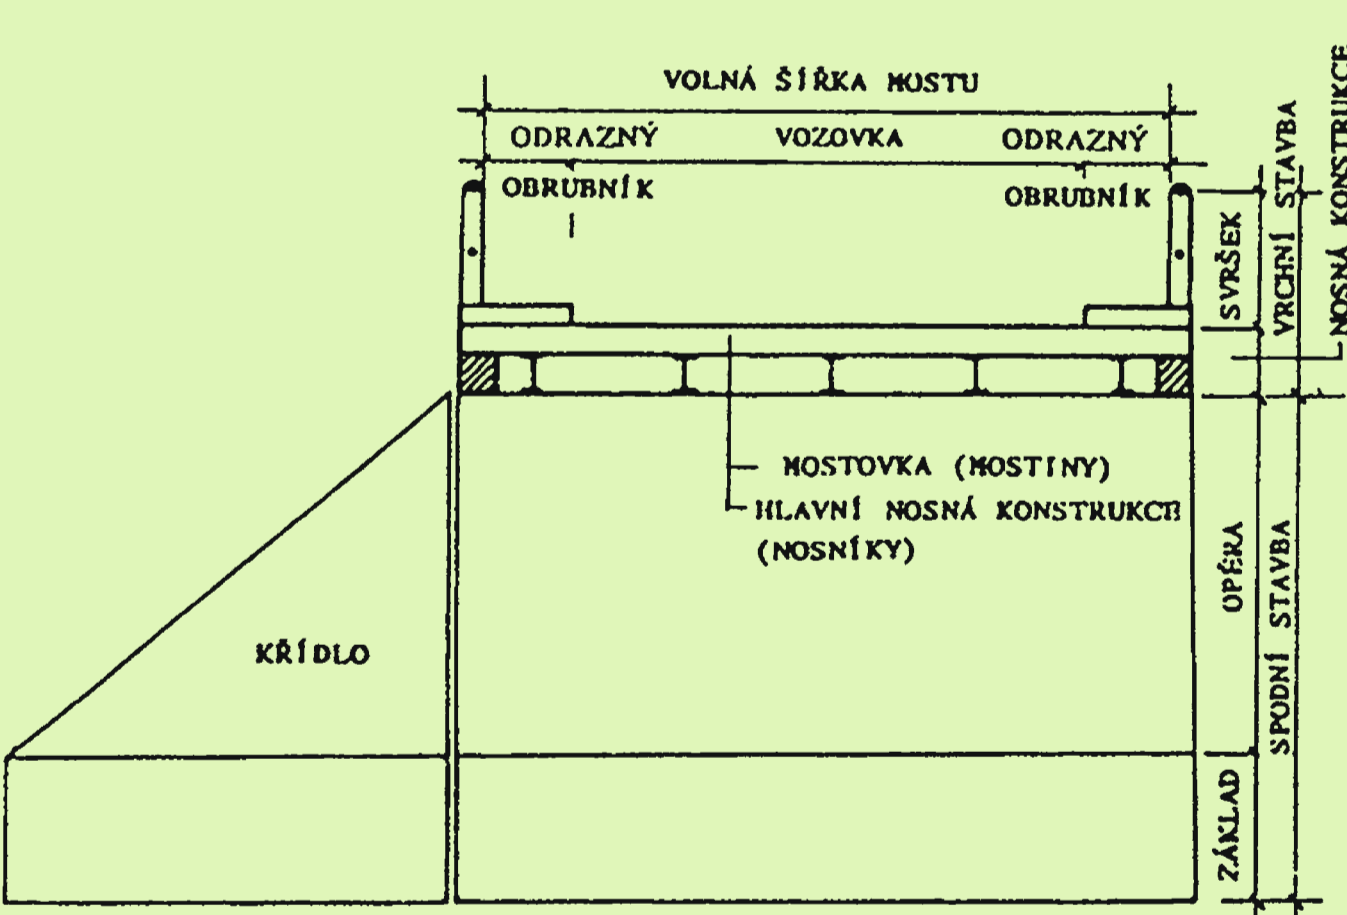 VOLNÁ ŠÍŘKA MOSTU
ODRAZNÝ VOZOVKA ODRAZNÝ
OBRUBNÍK OBRUBNÍK
SVRŠEK
VRCHNÍ STAVBA
NOSNÁ KONSTRUKCE
MOSTOVKA (MOSTINY)
HLAVNÍ NOSNÁ KONSTRUKCE
(NOSNÍKY)
KŘÍDLO
OPĚRA
SPODNÍ STAVBA
ZÁKLAD